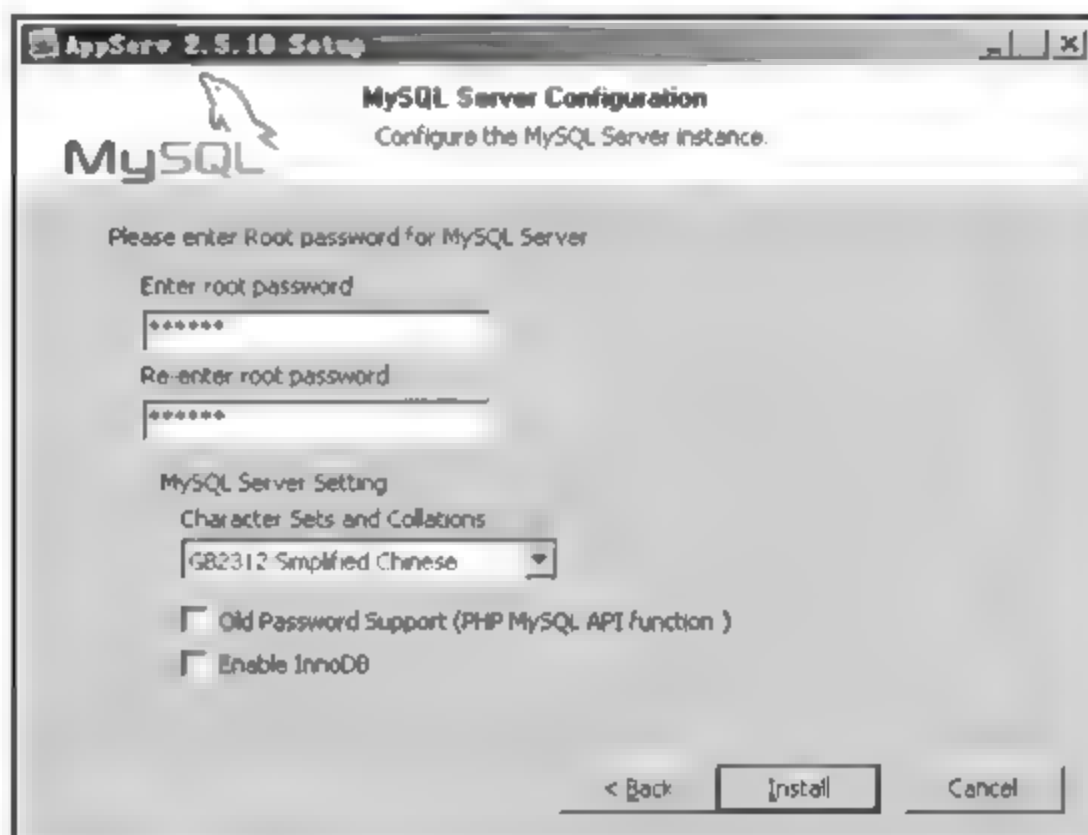 AppServ 2.5.10 Setup
MySQL Server Configuration
Configure the MySQL Server instance.
MySQL
Please enter Root password for MySQL Server
Enter root password
******
Re-enter root password
******
MySQL Server Setting
Character Sets and Collations
GB2312 Simplified Chinese
Old Password Support (PHP MySQL API function )
Enable InnoDB
< Back
Install
Cancel